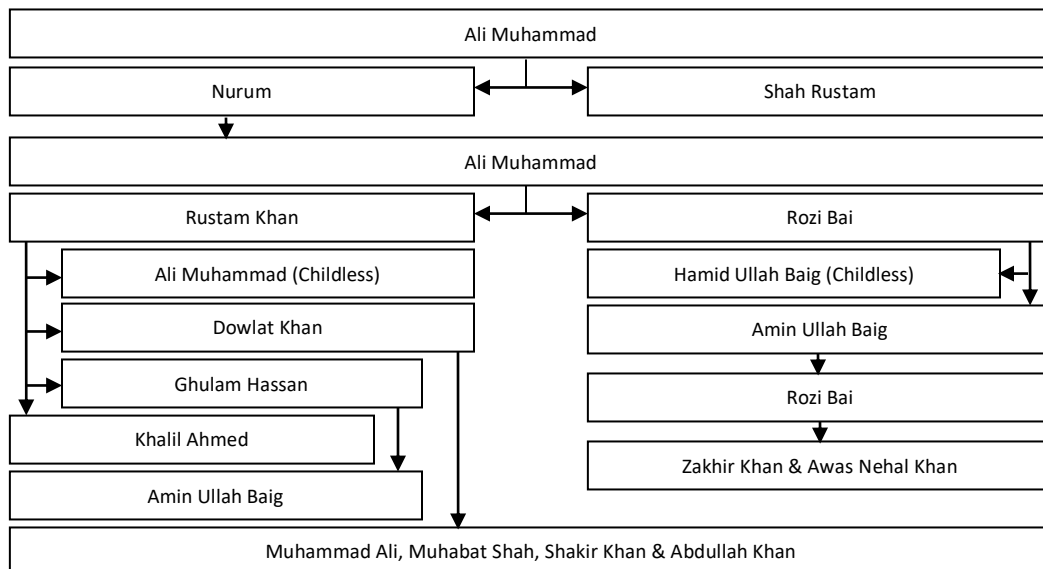 Ali Muhammad
Nurum
Shah Rustam
Ali Muhammad
Rustam Khan
Rozi Bai
Ali Muhammad (Childless)
Hamid Ullah Baig (Childless)
Dowlat Khan
Amin Ullah Baig
Ghulam Hassan
Rozi Bai
Khalil Ahmed
Zakhir Khan & Awas Nehal Khan
Amin Ullah Baig
Muhammad Ali, Muhabat Shah, Shakir Khan & Abdullah Khan